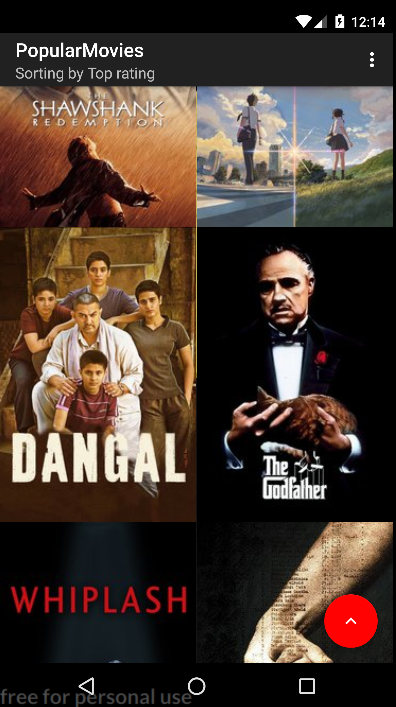 12:14
PopularMovies
Sorting by Top rating
THE
SHAWSHANK
REDEMPTION
DANGAL
The
Godfather
WHIPLASH
free for personal use